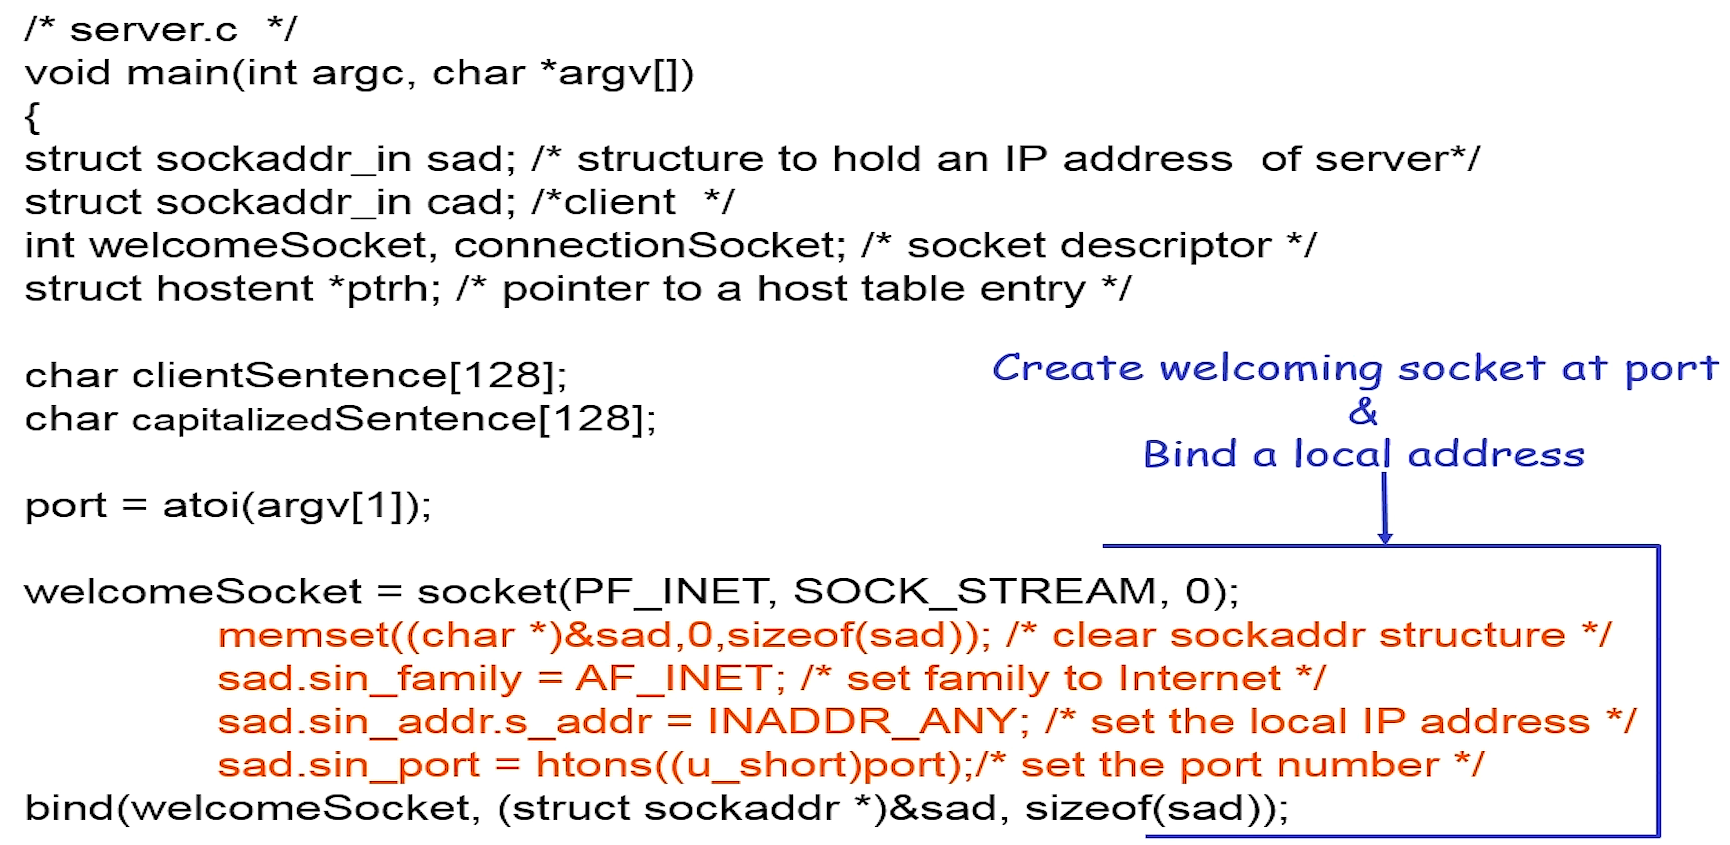 /* server.c  */
void main(int argc, char *argv[])
{
struct sockaddr_in sad; /* structure to hold an IP address  of server*/
struct sockaddr_in cad; /*client  */
int welcomeSocket, connectionSocket; /* socket descriptor */
struct hostent *ptrh; /* pointer to a host table entry */
char clientSentence[128];
char capitalizedSentence[128];
Create welcoming socket at port
&
Bind a local address
port = atoi(argv[1]);
welcomeSocket = socket(PF_INET, SOCK_STREAM, 0);
memset((char *)&sad,0,sizeof(sad)); /* clear sockaddr structure */
sad.sin_family = AF_INET; /* set family to Internet */
sad.sin_addr.s_addr = INADDR_ANY; /* set the local IP address */
sad.sin_port = htons((u_short)port);/* set the port number */
bind(welcomeSocket, (struct sockaddr *)&sad, sizeof(sad));